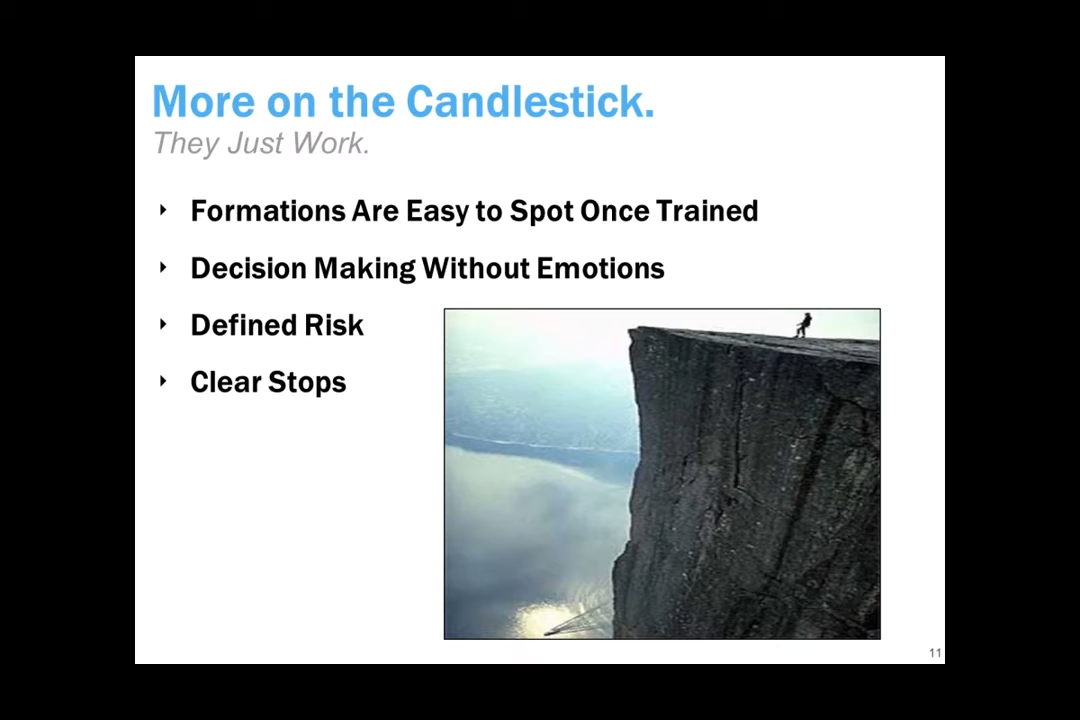 More on the Candlestick.
They Just Work.
Formations Are Easy to Spot Once Trained
Decision Making Without Emotions
Defined Risk
Clear Stops
11